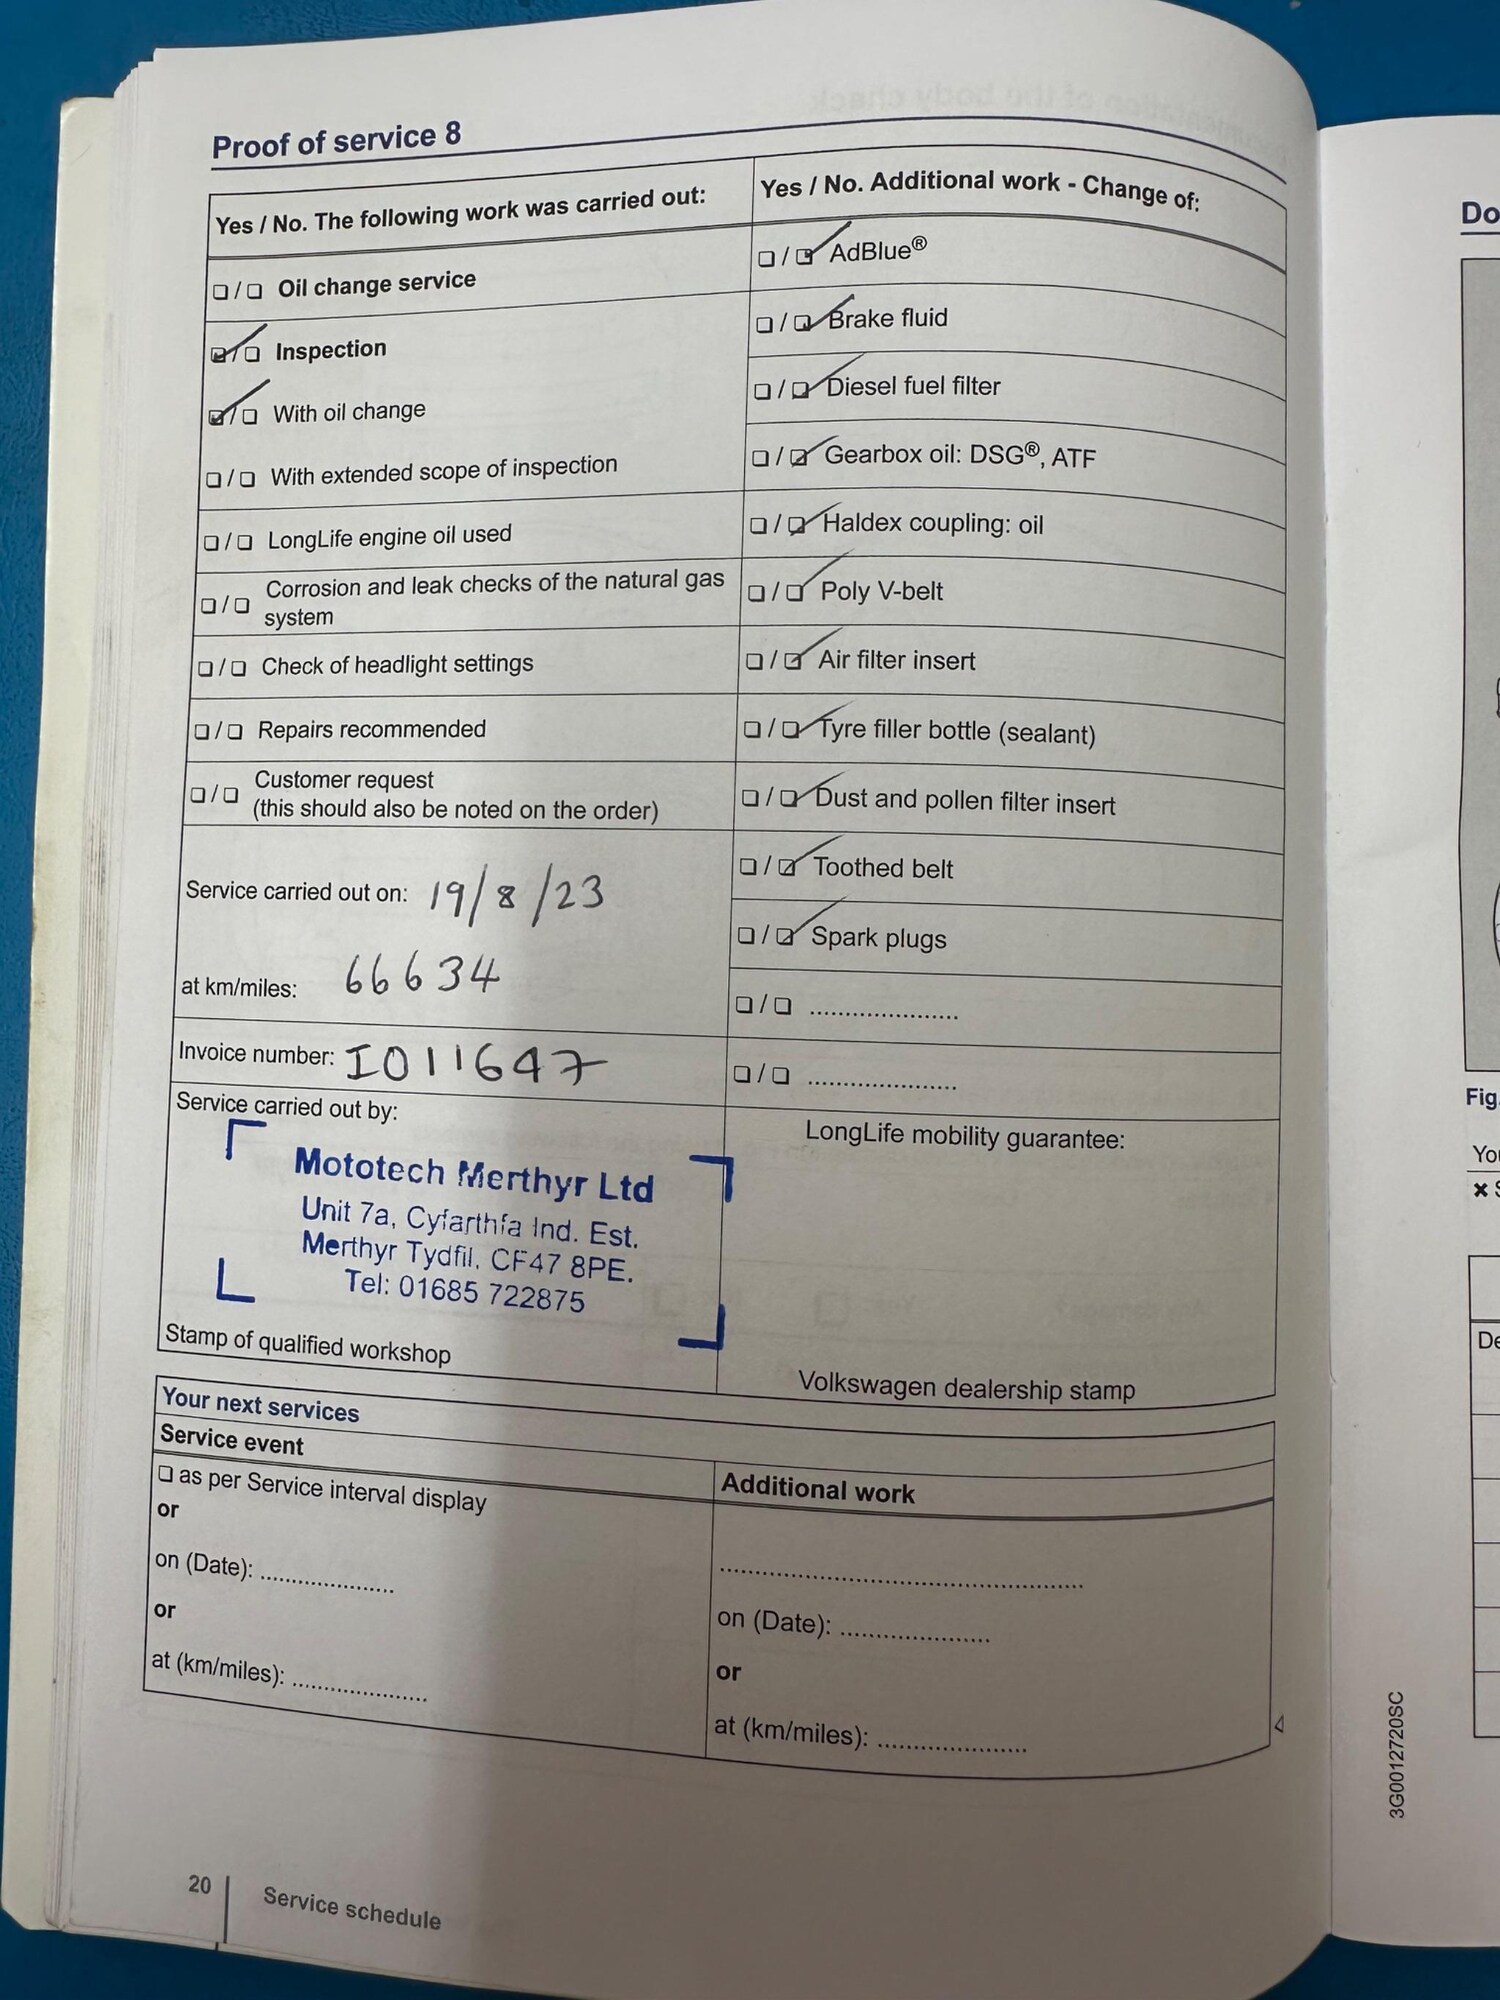 Proof of service 8
Yes / No. The following work was carried out:
❏ / ❏ Oil change service
☑ / ❏ Inspection
☑ / ❏ With oil change
❏ / ❏ With extended scope of inspection
❏ / ❏ LongLife engine oil used
❏ / ❏ Corrosion and leak checks of the natural gas
system
❏ / ❏ Check of headlight settings
❏ / ❏ Repairs recommended
❏ / ❏ Customer request
(this should also be noted on the order)
Service carried out on: 19/8/23
at km/miles: 66634
Invoice number: I011647
Service carried out by:
Mototech Merthyr Ltd
Unit 7a, Cyfarthfa Ind. Est.
Merthyr Tydfil, CF47 8PE.
Tel: 01685 722875
Stamp of qualified workshop
Yes / No. Additional work - Change of:
❏ / ☑ AdBlue®
❏ / ☑ Brake fluid
❏ / ☑ Diesel fuel filter
❏ / ☑ Gearbox oil: DSG®, ATF
❏ / ☑ Haldex coupling: oil
❏ / ☑ Poly V-belt
❏ / ☑ Air filter insert
❏ / ☑ Tyre filler bottle (sealant)
❏ / ☑ Dust and pollen filter insert
❏ / ☑ Toothed belt
❏ / ☑ Spark plugs
❏ / ❏ .....................
❏ / ❏ .....................
LongLife mobility guarantee:
Volkswagen dealership stamp
Your next services
Service event
❏ as per Service interval display
or
on (Date): ....................
or
at (km/miles): ....................
Additional work
..................................................
on (Date): ....................
or
at (km/miles): ....................
20 Service schedule
Do
Fig.
You
De
3G0012720SC